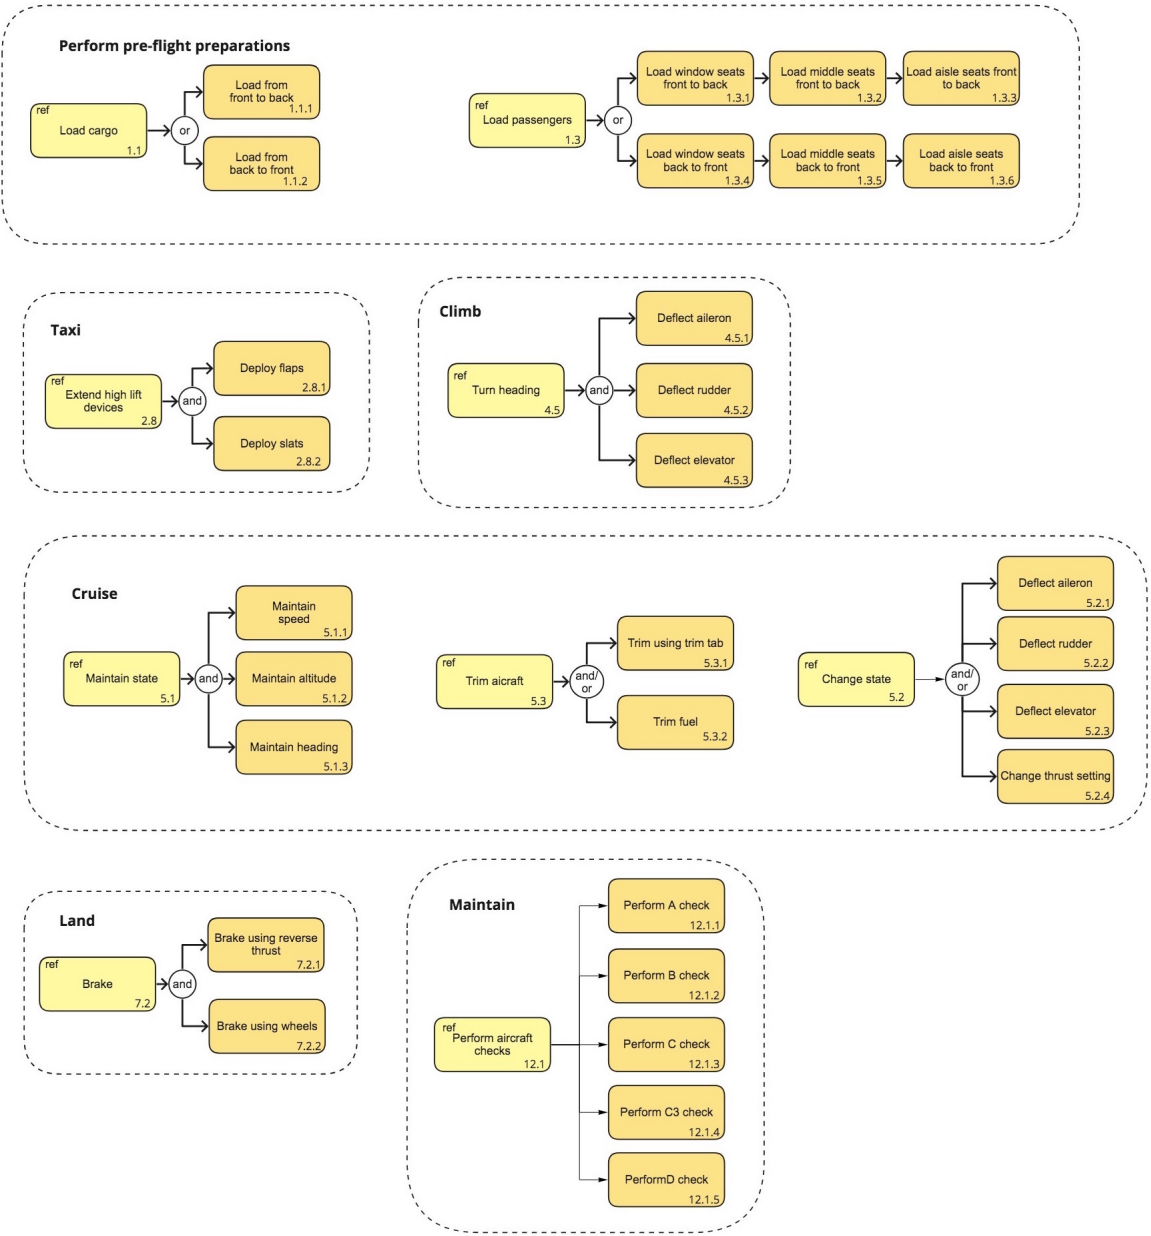 Perform pre-flight preparations
ref
Load cargo
1.1
or
Load from
front to back
1.1.1
Load from
back to front
1.1.2
ref
Load passengers
1.3
or
Load window seats
front to back
1.3.1
Load middle seats
front to back
1.3.2
Load aisle seats front
to back
1.3.3
Load window seats
back to front
1.3.4
Load middle seats
back to front
1.3.5
Load aisle seats
back to front
1.3.6
Taxi
ref
Extend high lift
devices
2.8
and
Deploy flaps
2.8.1
Deploy slats
2.8.2
Climb
ref
Turn heading
4.5
and
Deflect aileron
4.5.1
Deflect rudder
4.5.2
Deflect elevator
4.5.3
Cruise
ref
Maintain state
5.1
and
Maintain
speed
5.1.1
Maintain altitude
5.1.2
Maintain heading
5.1.3
ref
Trim aicraft
5.3
and/
or
Trim using trim tab
5.3.1
Trim fuel
5.3.2
ref
Change state
5.2
and/
or
Deflect aileron
5.2.1
Deflect rudder
5.2.2
Deflect elevator
5.2.3
Change thrust setting
5.2.4
Land
ref
Brake
7.2
and
Brake using reverse
thrust
7.2.1
Brake using wheels
7.2.2
Maintain
ref
Perform aircraft
checks
12.1
Perform A check
12.1.1
Perform B check
12.1.2
Perform C check
12.1.3
Perform C3 check
12.1.4
PerformD check
12.1.5